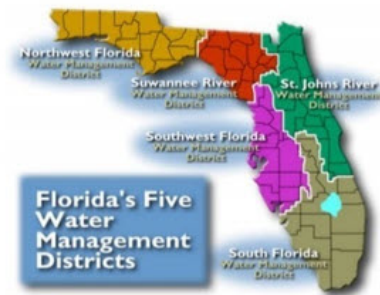 Northwest Florida
Water Management
District
Suwannee River
Water Management
District
St. Johns River
Water Management
District
Southwest Florida
Water Management
District
Florida's Five
Water
Management
Districts
South Florida
Water Management
District